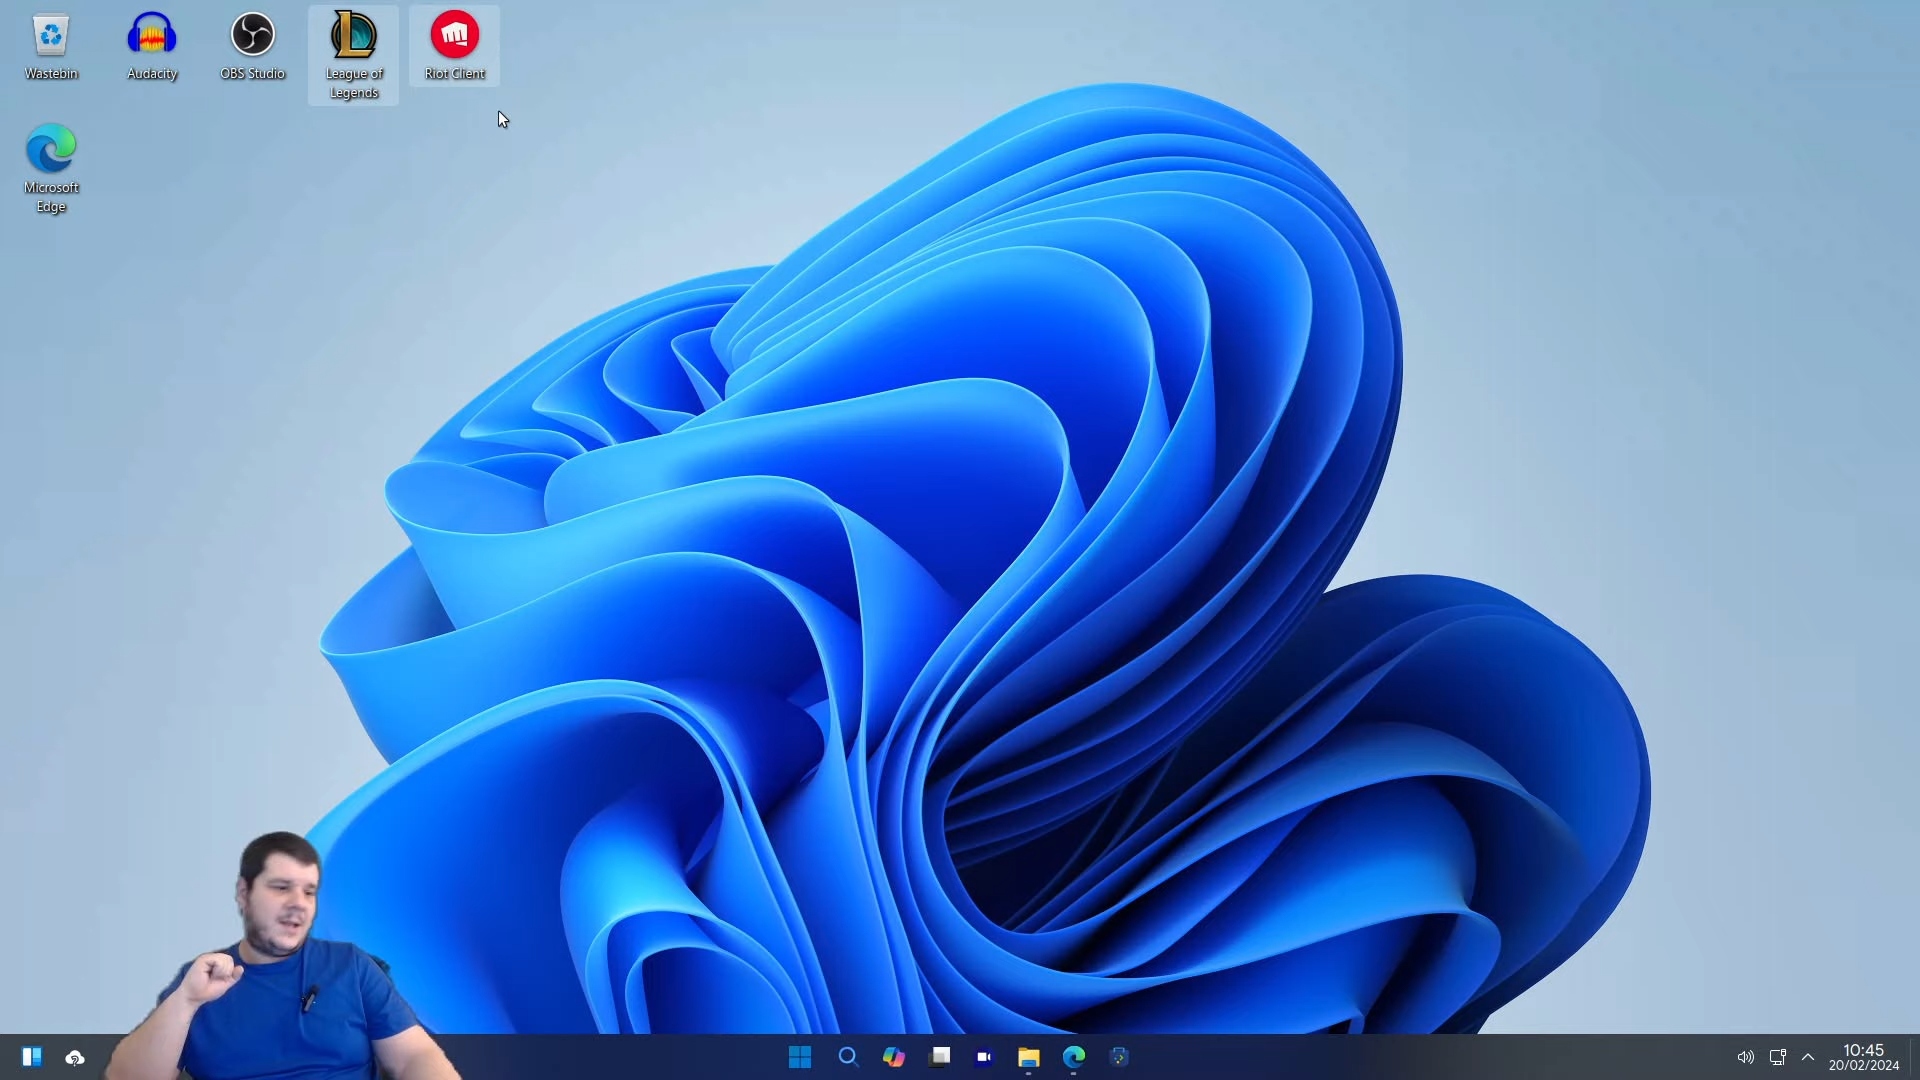 Wastebin
Audacity
OBS Studio
League of
Legends
Riot Client
Microsoft
Edge
10:45
20/02/2024